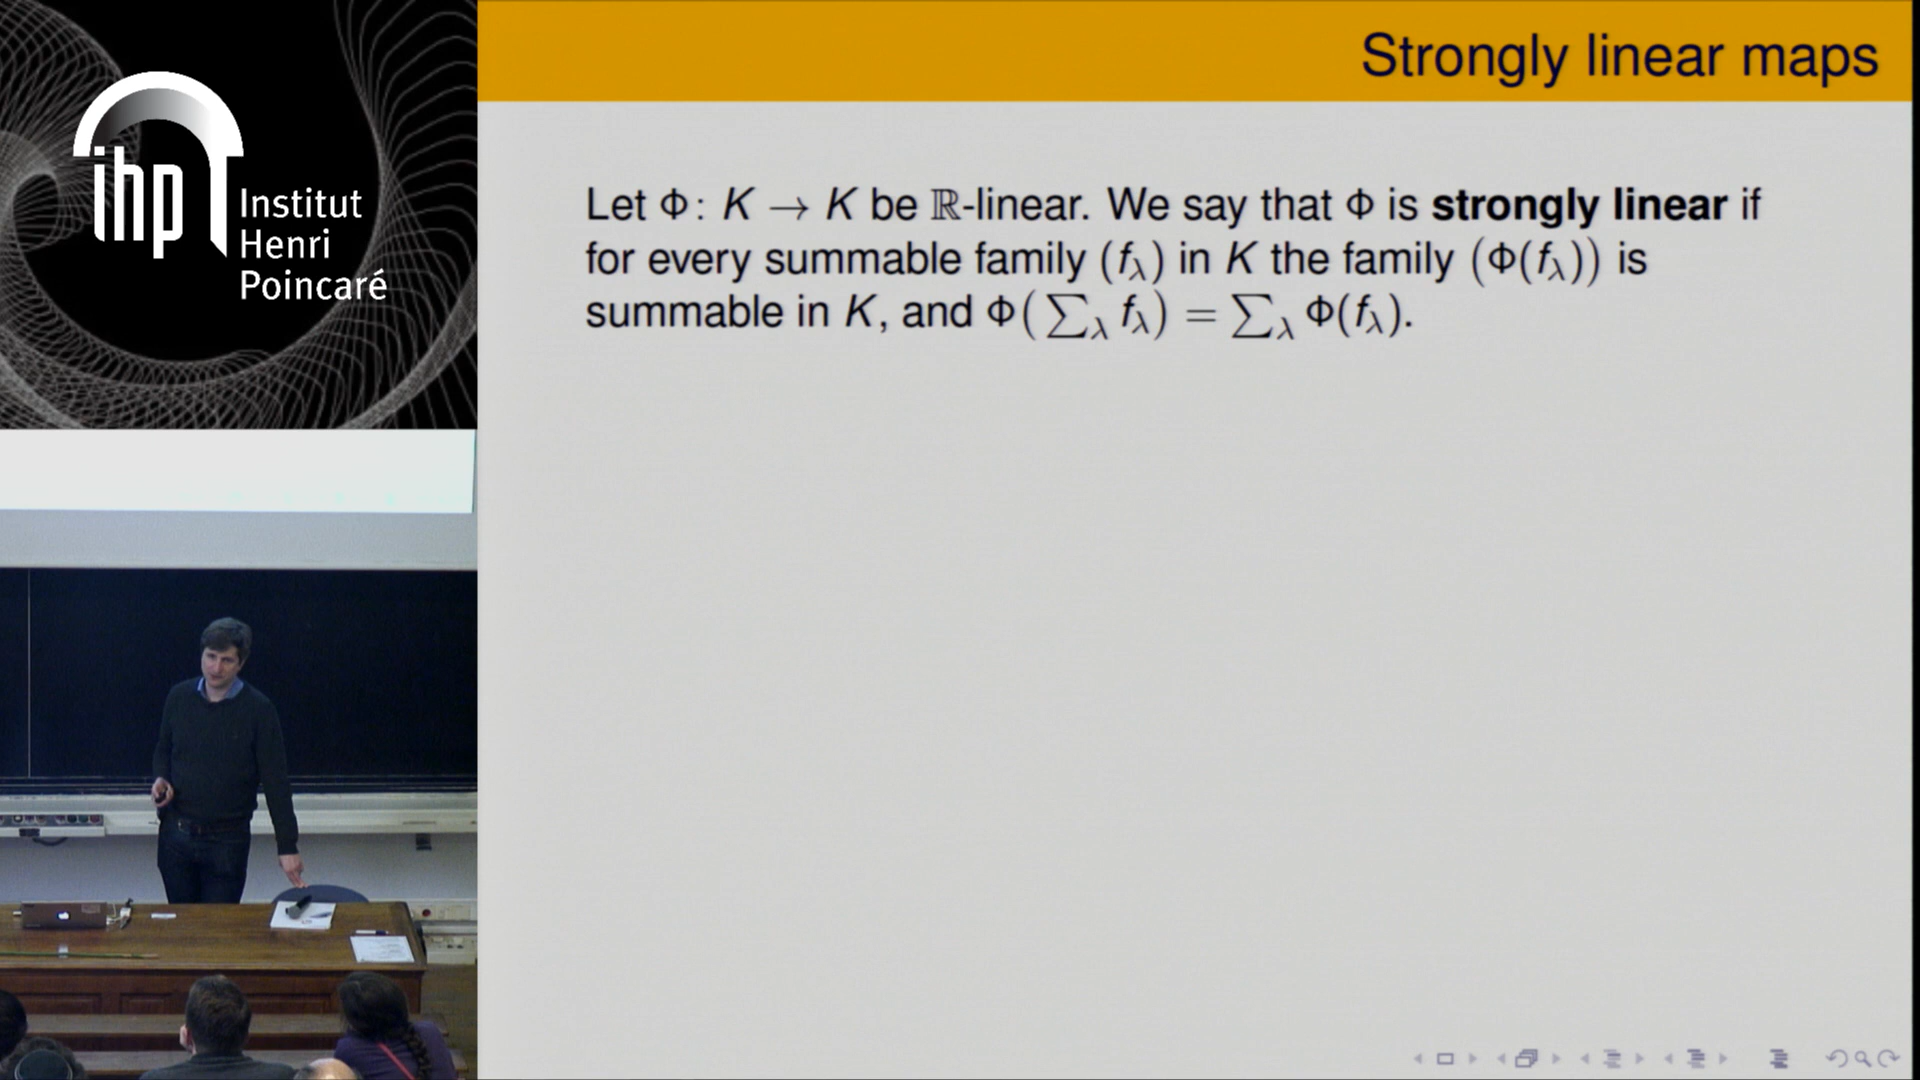 ihp Institut
Henri
Poincaré
Strongly linear maps
Let Φ: K → K be ℝ-linear. We say that Φ is strongly linear if
for every summable family (f_λ) in K the family (Φ(f_λ)) is
summable in K, and Φ(∑_λ f_λ) = ∑_λ Φ(f_λ).